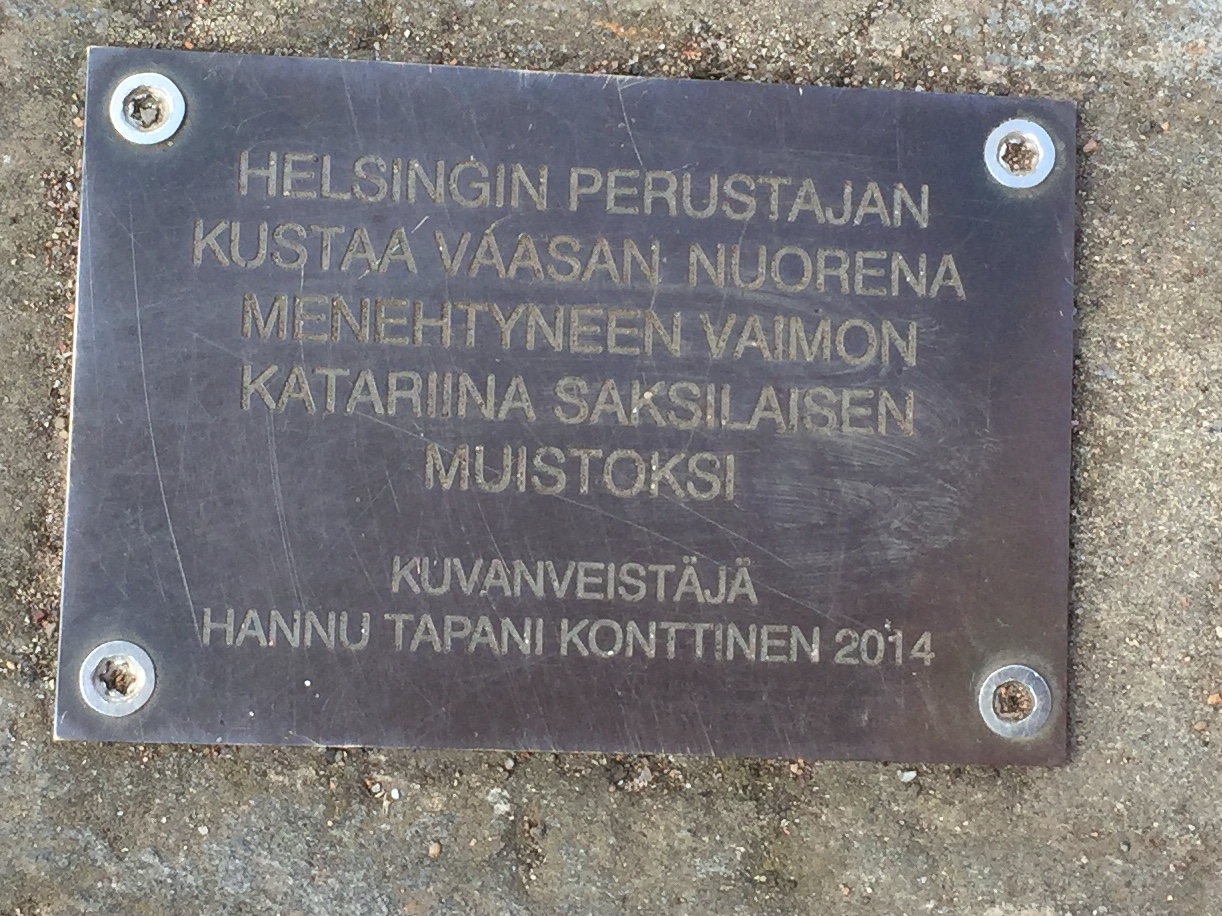 HELSINGIN PERUSTAJAN
KUSTAA VAASAN NUORENA
MENEHTYNEEN VAIMON
KATARIINA SAKSILAISEN
MUISTOKSI
KUVANVEISTÄJÄ
HANNU TAPANI KONTTINEN 2014